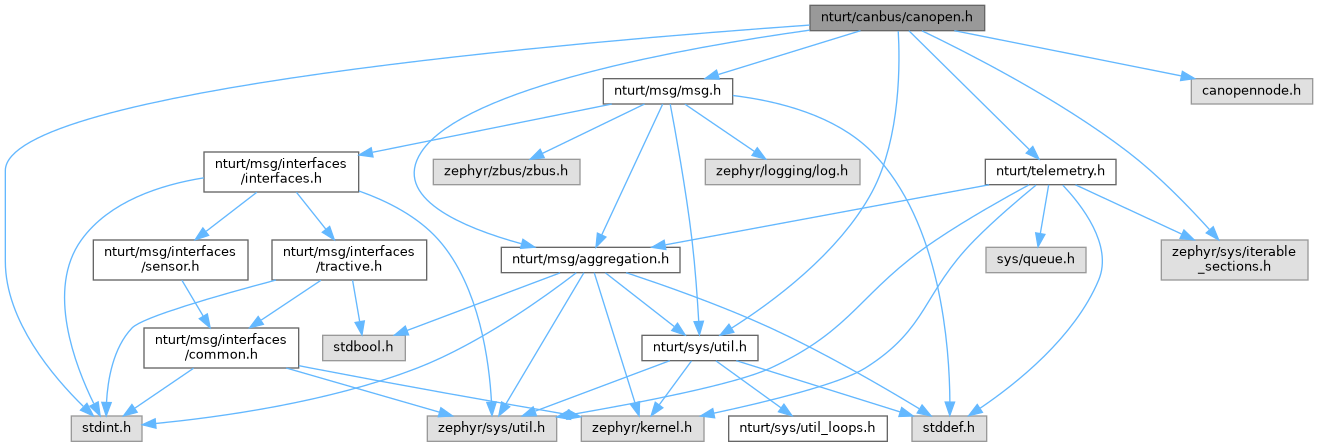 nturt/canbus/canopen.h
nturt/msg/msg.h
canopennode.h
nturt/msg/interfaces
/interfaces.h
zephyr/zbus/zbus.h
zephyr/logging/log.h
nturt/telemetry.h
nturt/msg/interfaces
/sensor.h
nturt/msg/interfaces
/tractive.h
nturt/msg/aggregation.h
sys/queue.h
zephyr/sys/iterable
_sections.h
nturt/msg/interfaces
/common.h
stdbool.h
nturt/sys/util.h
stdint.h
zephyr/sys/util.h
zephyr/kernel.h
nturt/sys/util_loops.h
stddef.h